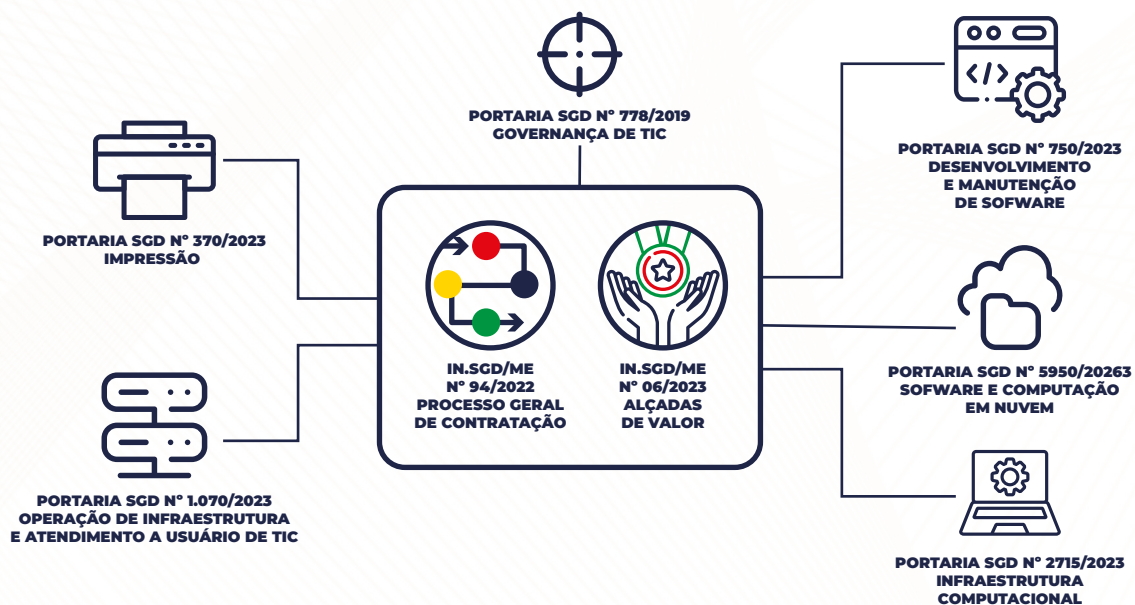 PORTARIA SGD Nº 778/2019
GOVERNANÇA DE TIC
PORTARIA SGD Nº 370/2023
IMPRESSÃO
PORTARIA SGD Nº 1.070/2023
OPERAÇÃO DE INFRAESTRUTURA
E ATENDIMENTO A USUÁRIO DE TIC
IN.SGD/ME
Nº 94/2022
PROCESSO GERAL
DE CONTRATAÇÃO
IN.SGD/ME
Nº 06/2023
ALÇADAS
DE VALOR
PORTARIA SGD Nº 750/2023
DESENVOLVIMENTO
E MANUTENÇÃO
DE SOFWARE
PORTARIA SGD Nº 5950/20263
SOFWARE E COMPUTAÇÃO
EM NUVEM
PORTARIA SGD Nº 2715/2023
INFRAESTRUTURA
COMPUTACIONAL